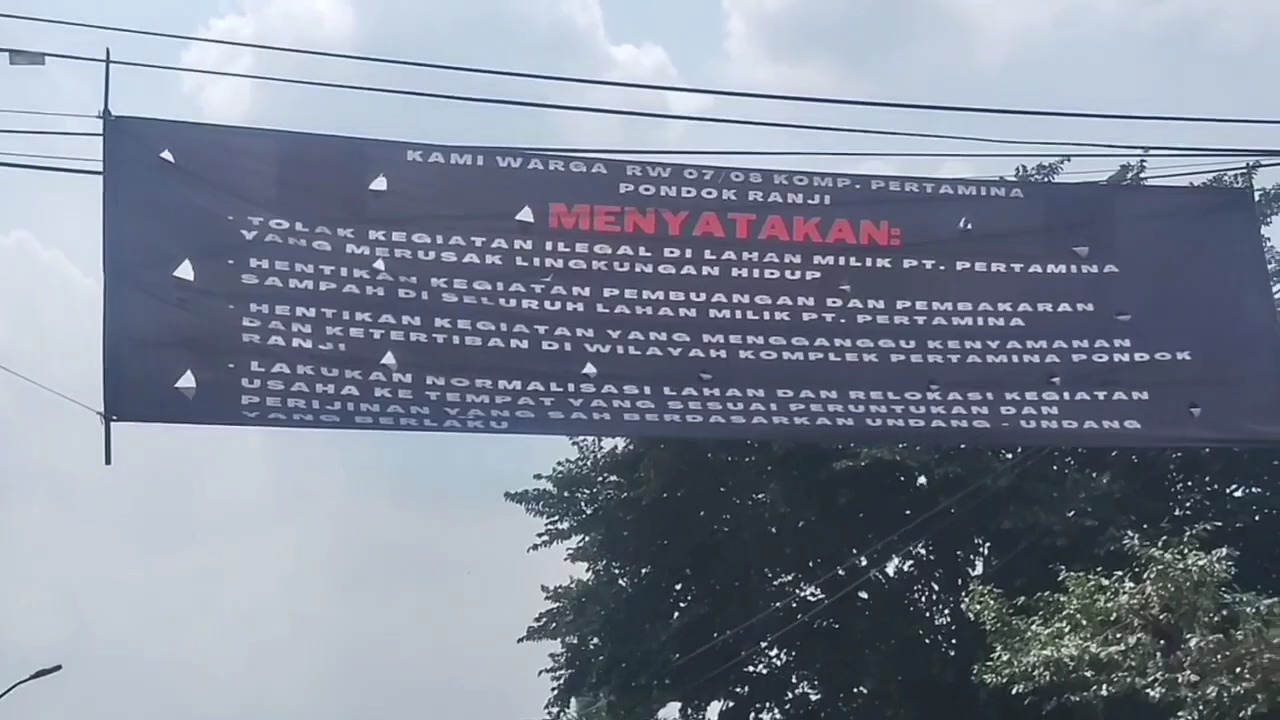 KAMI WARGA RW 07/08 KOMP. PERTAMINA
PONDOK RANJI
MENYATAKAN:
· TOLAK KEGIATAN ILEGAL DI LAHAN MILIK PT. PERTAMINA
YANG MERUSAK LINGKUNGAN HIDUP
· HENTIKAN KEGIATAN PEMBUANGAN DAN PEMBAKARAN
SAMPAH DI SELURUH LAHAN MILIK PT. PERTAMINA
· HENTIKAN KEGIATAN YANG MENGGANGGU KENYAMANAN
DAN KETERTIBAN DI WILAYAH KOMPLEK PERTAMINA PONDOK
RANJI
· LAKUKAN NORMALISASI LAHAN DAN RELOKASI KEGIATAN
USAHA KE TEMPAT YANG SESUAI PERUNTUKAN DAN
PERIJINAN YANG SAH BERDASARKAN UNDANG - UNDANG
YANG BERLAKU